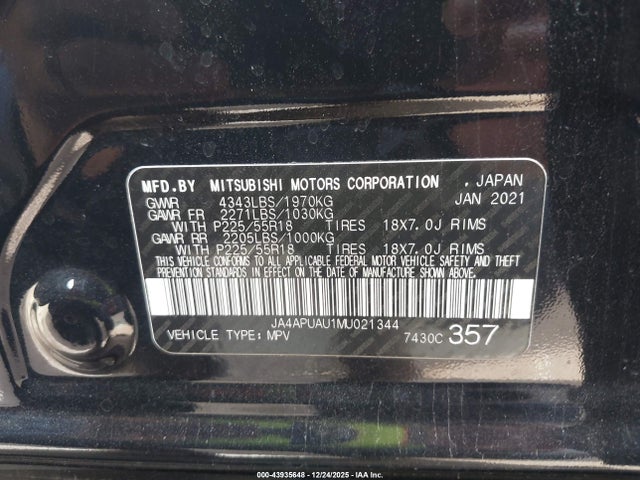 MFD.BY MITSUBISHI MOTORS CORPORATION , JAPAN
GVWR 4343LBS/1970KG JAN 2021
GAWR FR 2271LBS/1030KG
WITH P225/55R18 TIRES 18X7.0J RIMS
GAWR RR 2205LBS/1000KG
WITH P225/55R18 TIRES 18X7.0J RIMS
THIS VEHICLE CONFORMS TO ALL APPLICABLE FEDERAL MOTOR VEHICLE SAFETY AND THEFT
PREVENTION STANDARDS IN EFFECT ON THE DATE OF MANUFACTURE SHOWN ABOVE.
JA4APUAU1MU021344
VEHICLE TYPE: MPV 7430C 357
000-43935648 - 12/24/2025 - IAA Inc.